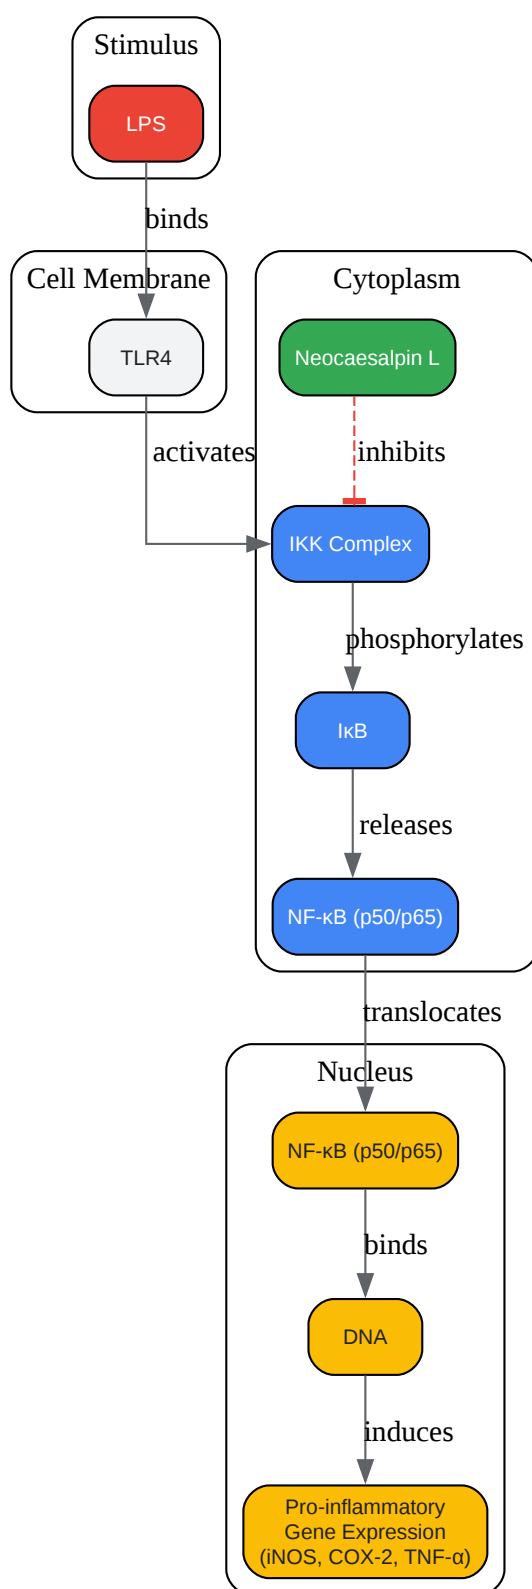 Stimulus
LPS
binds
Cell Membrane
TLR4
activates
Cytoplasm
Neocaesalpin L
inhibits
IKK Complex
phosphorylates
IκB
releases
NF-κB (p50/p65)
translocates
Nucleus
NF-κB (p50/p65)
binds
DNA
induces
Pro-inflammatory
Gene Expression
(iNOS, COX-2, TNF-α)